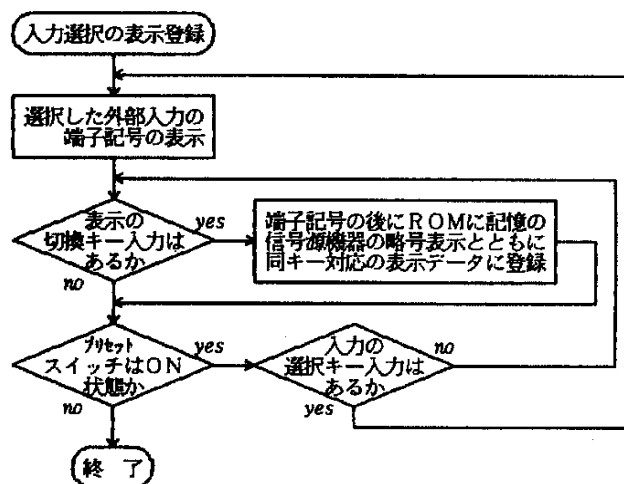 入力選択の表示登録
選択した外部入力の
端子記号の表示
表示の
切換キー入力は
あるか
yes
no
端子記号の後にROMに記憶の
信号源機器の略号表示とともに
同キー対応の表示データに登録
プリセット
スイッチはON
状態か
yes
no
入力の
選択キー入力は
あるか
no
yes
終 了